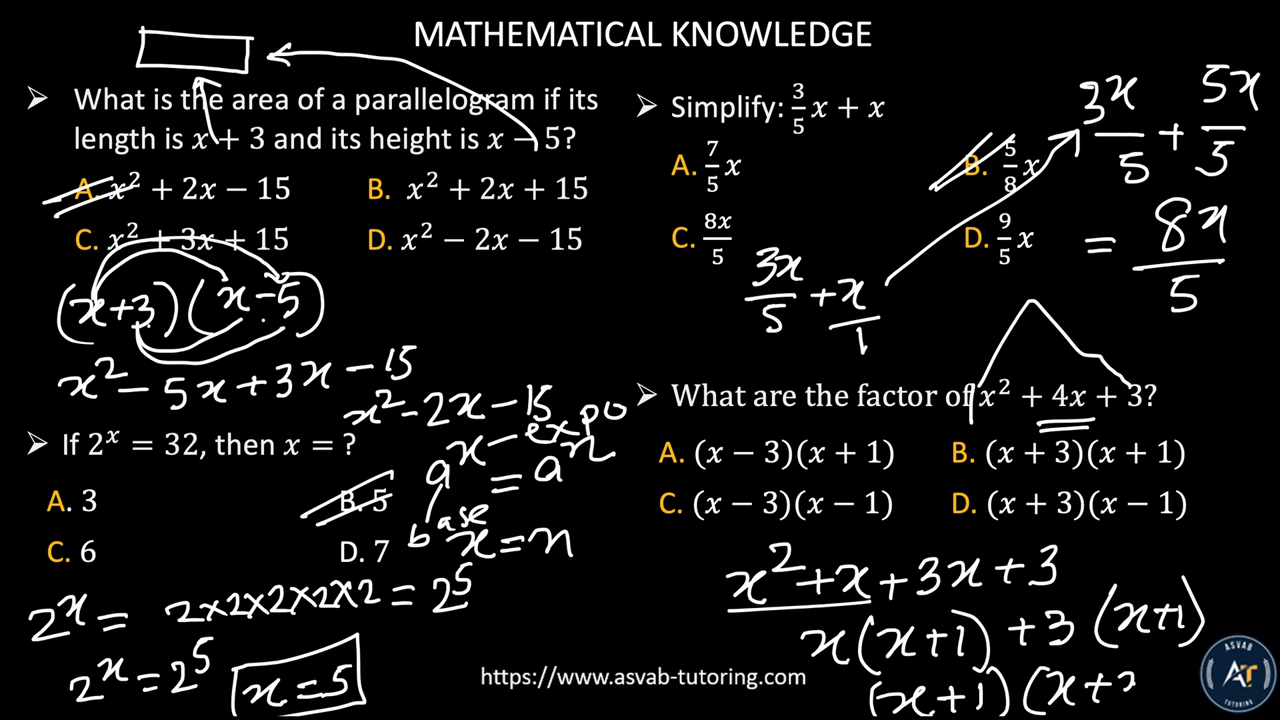 MATHEMATICAL KNOWLEDGE
➤ What is the area of a parallelogram if its
length is x + 3 and its height is x − 5?
A. x² + 2x − 15
B. x² + 2x + 15
C. x² + 3x + 15
D. x² − 2x − 15
(x+3)(x-5)
x² - 5x + 3x - 15
x² - 2x - 15
➤ If 2ˣ = 32, then x = ?
A. 3
B. 5
C. 6
D. 7
expo
aˣ = aⁿ
base
x = n
2ˣ = 2×2×2×2×2 = 2⁵
2ˣ = 2⁵
x = 5
➤ Simplify: 3/5 x + x
A. 7/5 x
B. 5/8 x
C. 8x/5
D. 9/5 x
3x/5 + x/1
3x/5 + 5x/5
= 8x/5
➤ What are the factor of x² + 4x + 3?
A. (x − 3)(x + 1)
B. (x + 3)(x + 1)
C. (x − 3)(x − 1)
D. (x + 3)(x − 1)
x² + x + 3x + 3
x(x+1) + 3(x+1)
(x+1)(x+
https://www.asvab-tutoring.com
ASVAB
AT
TUTORING